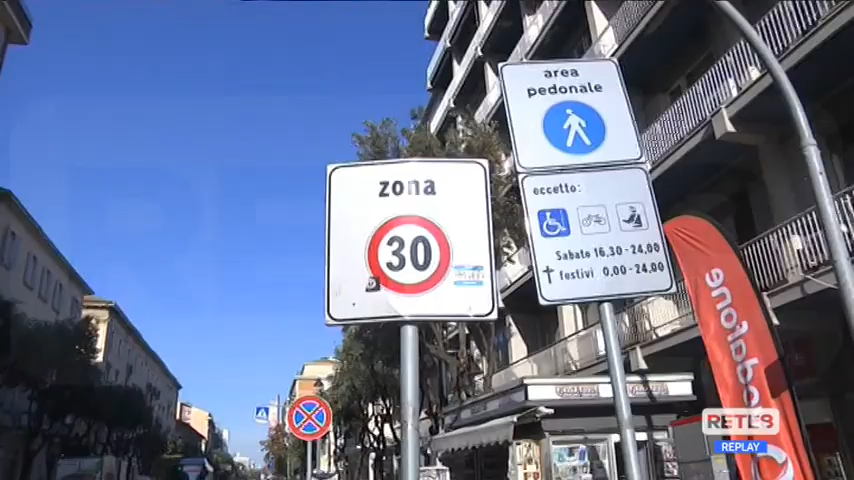 area
pedonale
zona
30
eccetto:
Sabato 16,30-24,00
festivi 0,00-24,00
vodafone
RETE8
REPLAY